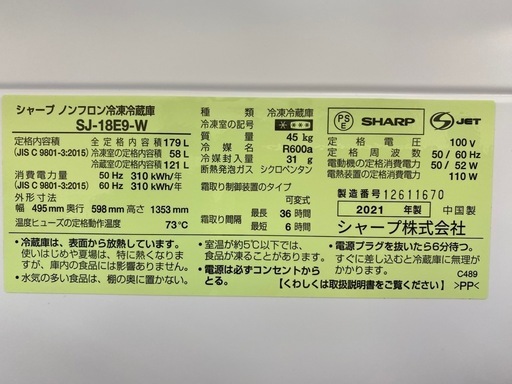 シャープ ノンフロン冷凍冷蔵庫
SJ-18E9-W
定格内容積 全定格内容積 179 L
(JIS C 9801-3:2015) 冷凍室の定格内容積 58 L
(JIS C 9801-3:2015) 冷蔵室の定格内容積 121 L
消費電力量 50 Hz 310 kWh/年
(JIS C 9801-3:2015) 60 Hz 310 kWh/年
外形寸法
幅 495mm 奥行 598 mm 高さ 1353 mm
温度ヒューズの定格動作温度 73℃
種類 冷凍冷蔵庫
冷凍室の記号
質量 45 kg
冷媒 R600a
冷媒封入量 31 g
断熱発泡ガス シクロペンタン
霜取り制御装置のタイプ
霜取り間隔 最長 36 時間
最短 6 時間
PS
E
SHARP
S JET
定格電圧 100 V
定格周波数 50 / 60 Hz
電動機の定格消費電力 50 / 52 W
電熱装置の定格消費電力 110 W
製造番号 12611670
2021 年製 中国製
シャープ株式会社
・冷蔵庫は、表面から放熱しています。
使いはじめや夏場は、特に熱くなりま
すが、庫内の食品には影響ありません。
・水気の多い食品は、棚の奥に置かない。
・室温が約5℃以下では、
食品が凍ることがあります。
・電源は必ずコンセントから
とる。
・電源プラグを抜いたら6分待つ。
すぐに差し込むと冷蔵庫に無理が
かかります。
C489
【くわしくは取扱説明書をご覧ください】
>PP<